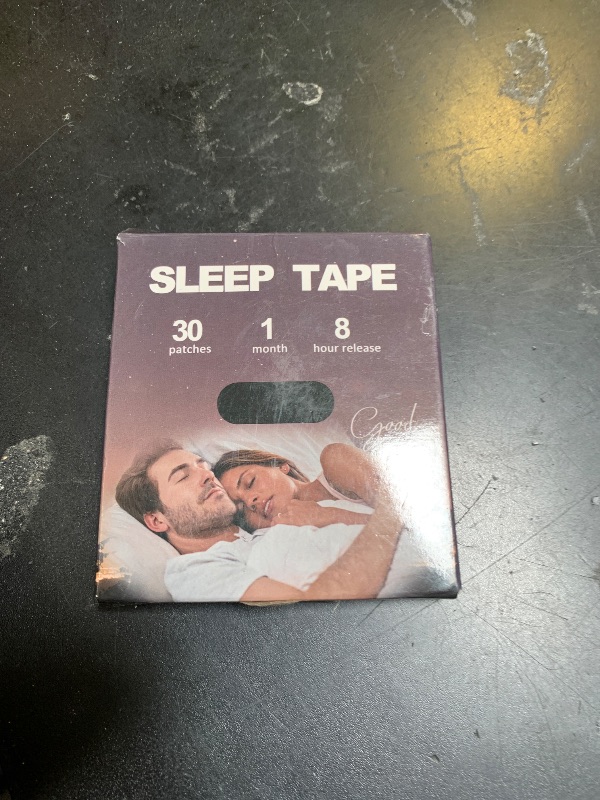 SLEEP TAPE
30 1 8
patches month hour release
Good